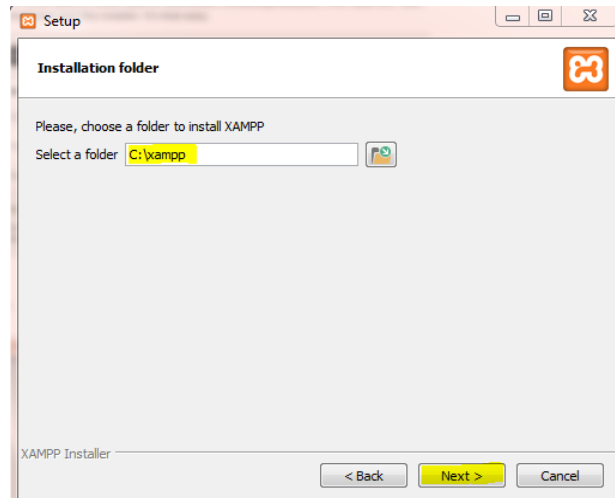 Setup
Installation folder
Please, choose a folder to install XAMPP
Select a folder C:\xampp
XAMPP Installer
< Back Next > Cancel